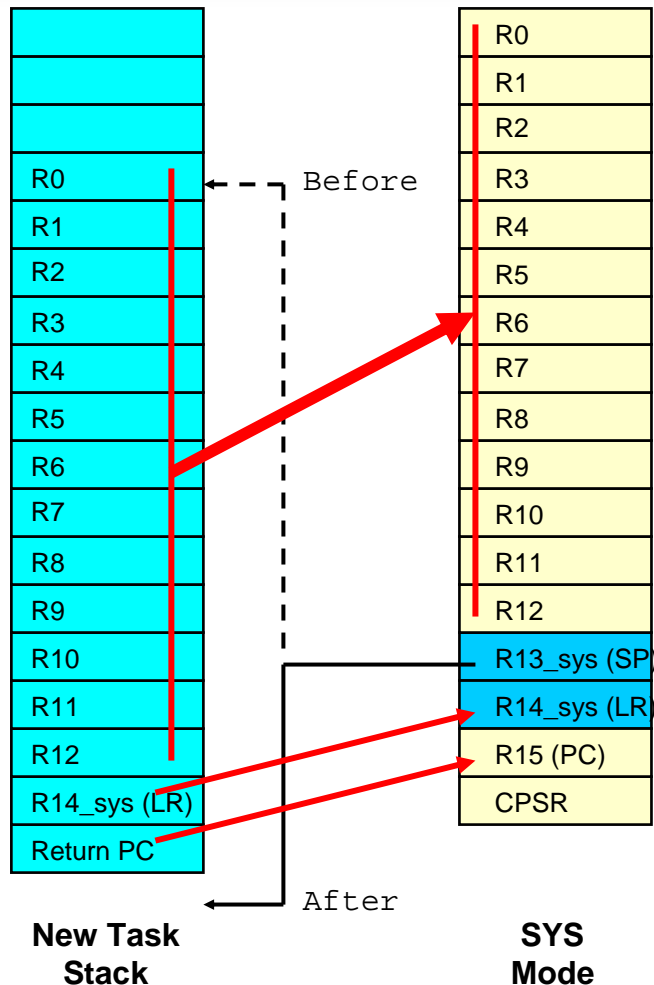 R0
R1
R2
R3
R4
R5
R6
R7
R8
R9
R10
R11
R12
R14_sys (LR)
Return PC
New Task
Stack
Before
After
R0
R1
R2
R3
R4
R5
R6
R7
R8
R9
R10
R11
R12
R13_sys (SP)
R14_sys (LR)
R15 (PC)
CPSR
SYS
Mode